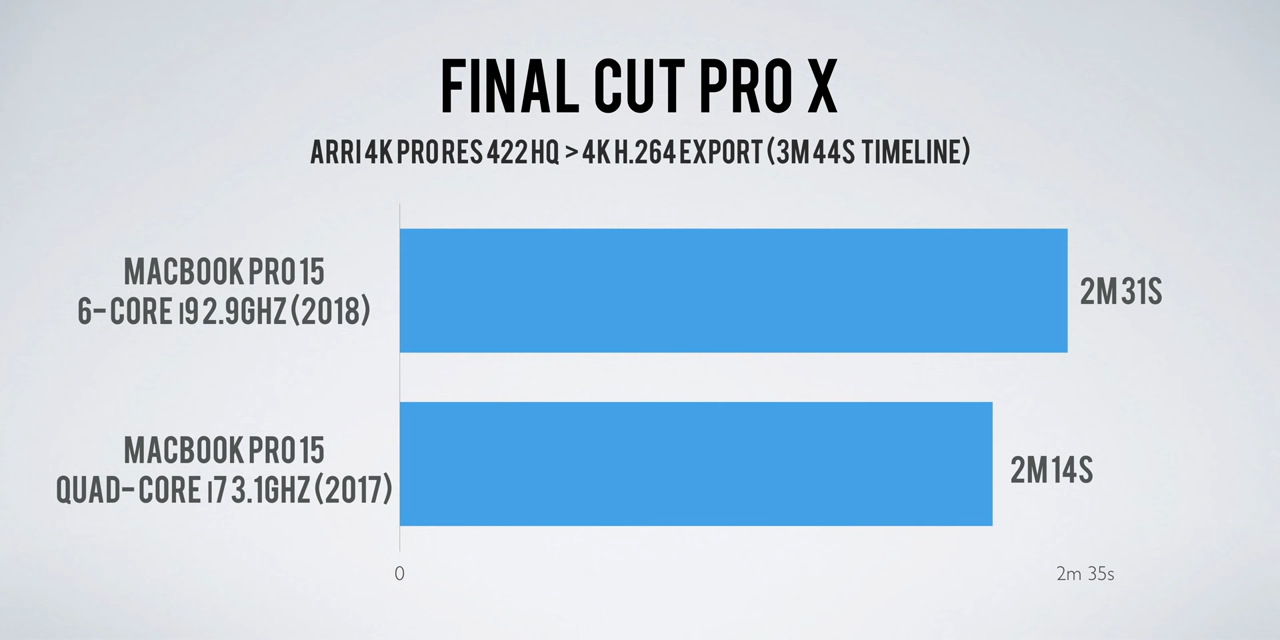 FINAL CUT PRO X
ARRI 4K PRORES 422 HQ > 4K H.264 EXPORT (3M 44S TIMELINE)
MACBOOK PRO 15
6-CORE i9 2.9GHZ (2018)
2M 31S
MACBOOK PRO 15
QUAD-CORE i7 3.1GHZ (2017)
2M 14S
0
2m 35s